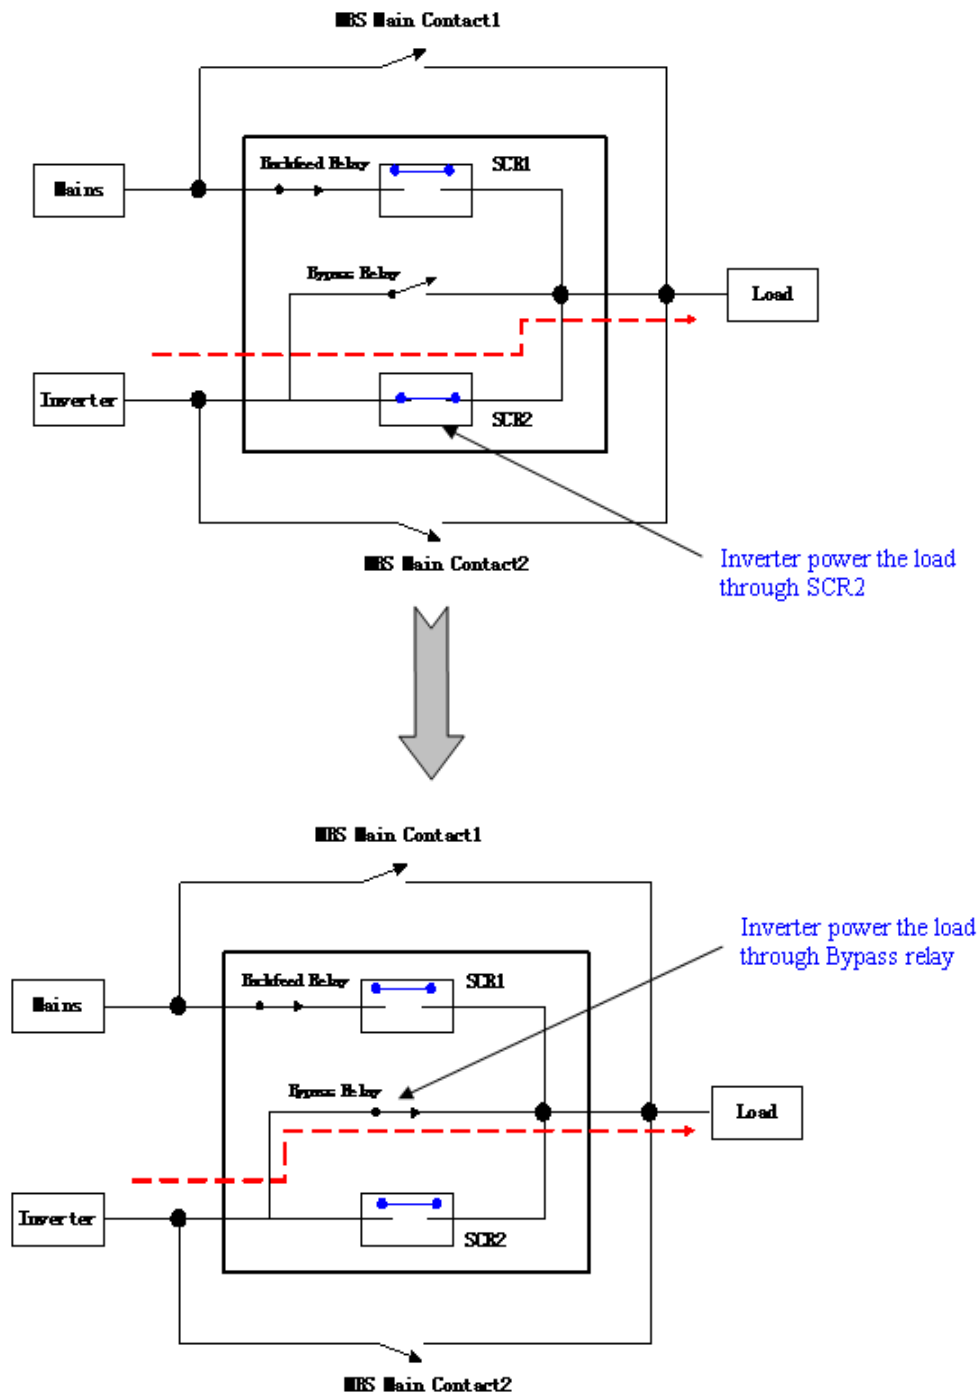 MBS Main Contact1
Backfeed Relay
SCR1
Mains
Bypass Relay
Load
Inverter
SCR2
MBS Main Contact2
Inverter power the load
through SCR2
MBS Main Contact1
Inverter power the load
through Bypass relay
Backfeed Relay
SCR1
Mains
Bypass Relay
Load
Inverter
SCR2
MBS Main Contact2